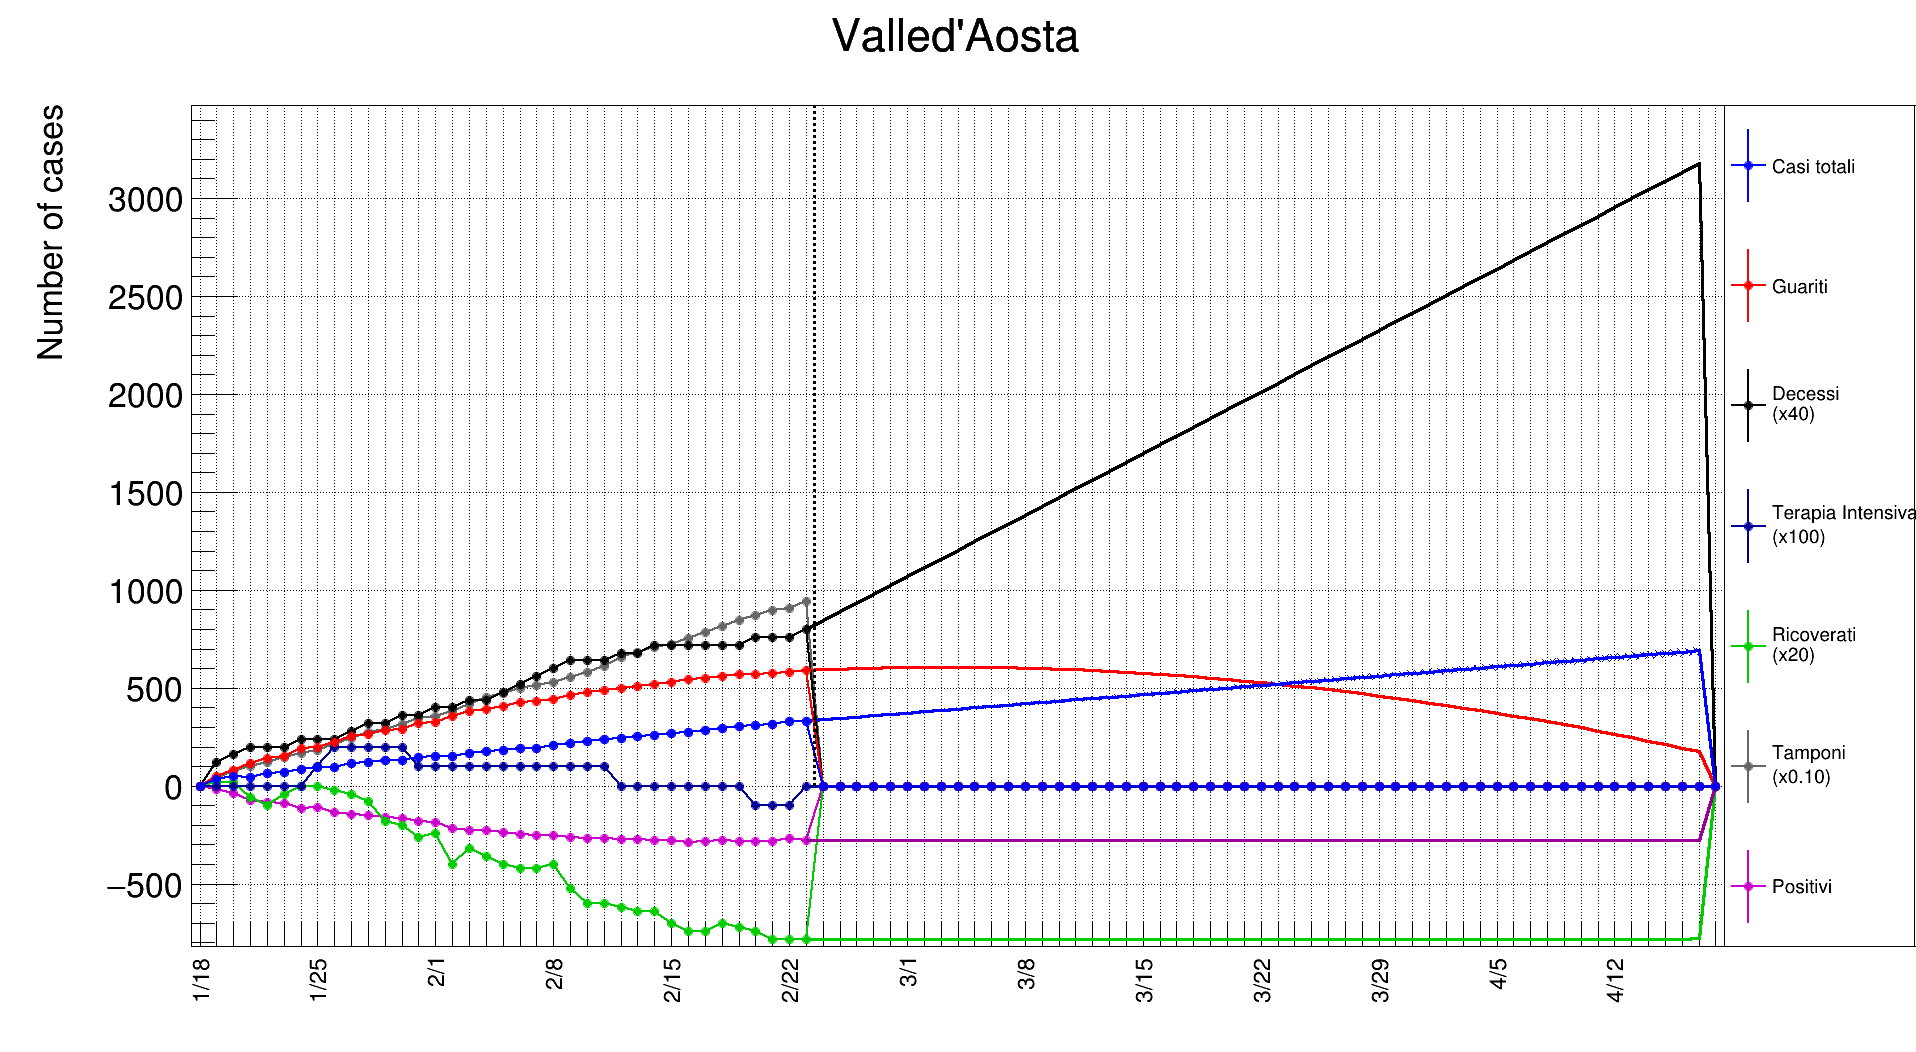 Valled'Aosta
Number of cases
3000
2500
2000
1500
1000
500
0
−500
1/18
1/25
2/1
2/8
2/15
2/22
3/1
3/8
3/15
3/22
3/29
4/5
4/12
Casi totali
Guariti
Decessi
(x40)
Terapia Intensiva
(x100)
Ricoverati
(x20)
Tamponi
(x0.10)
Positivi